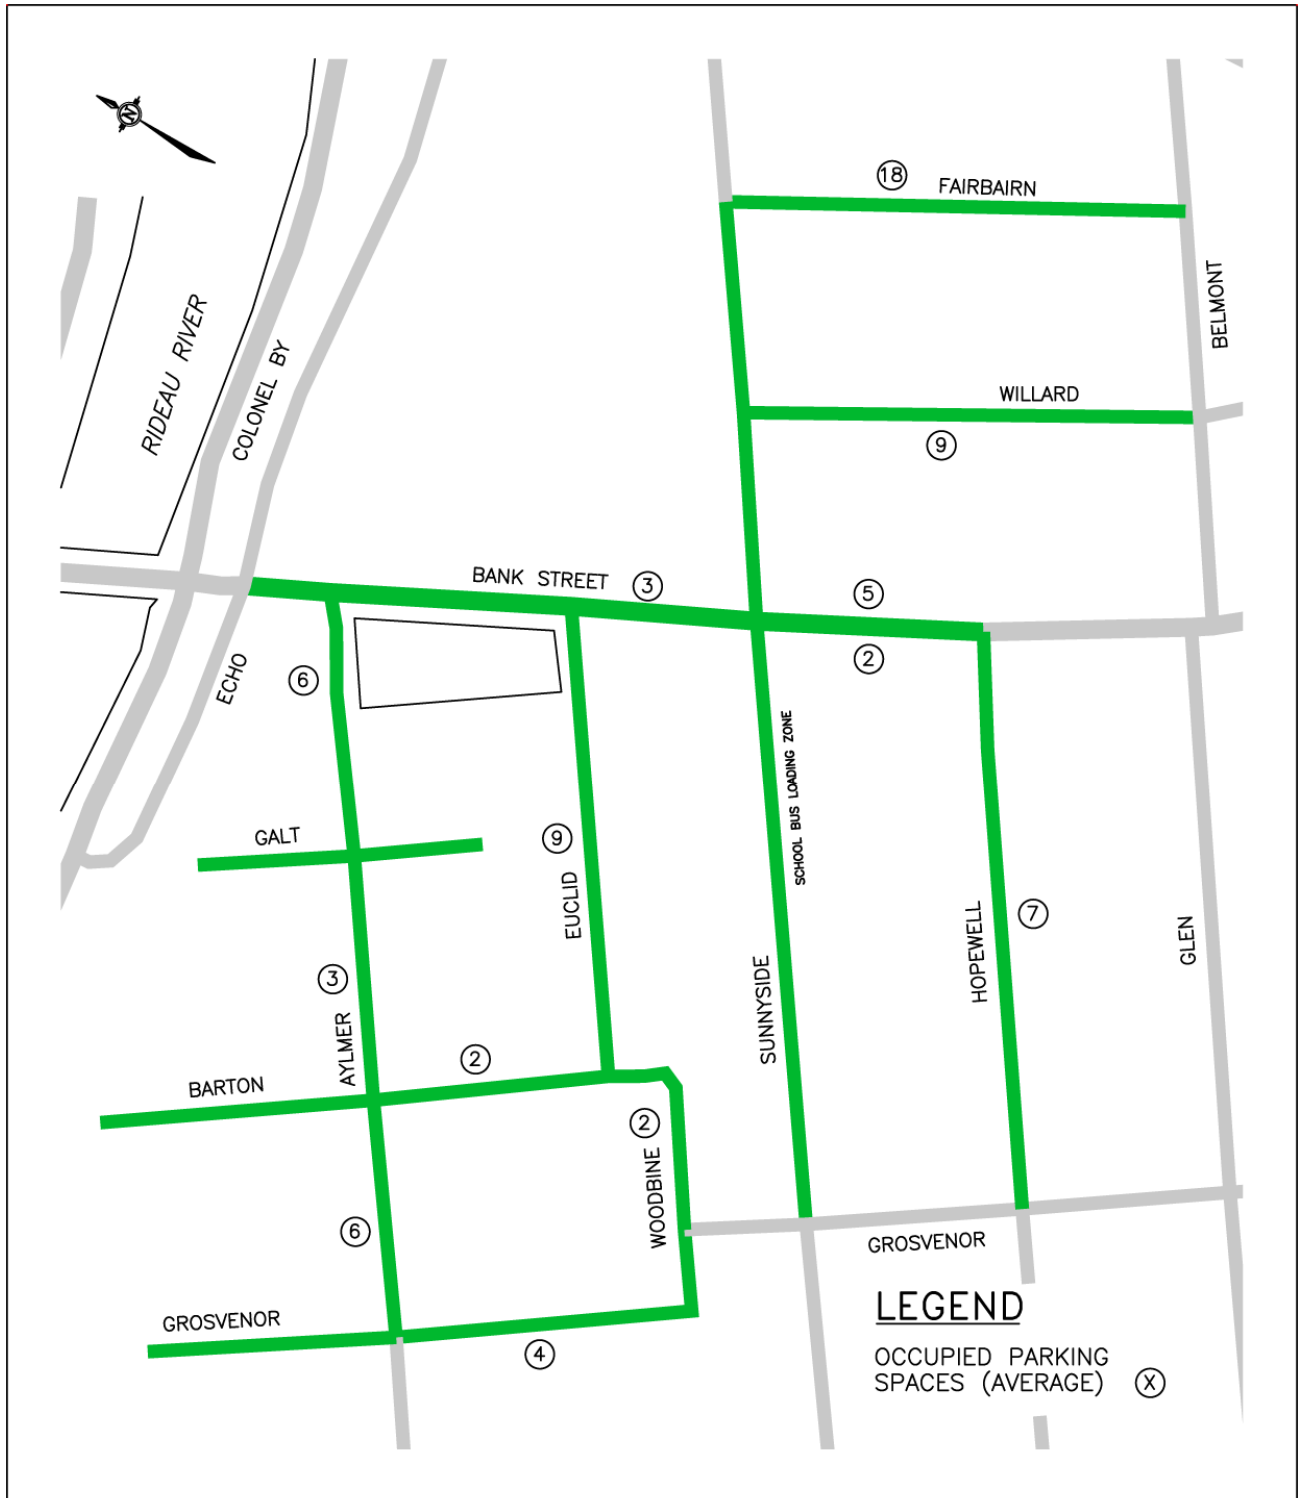 N
18
FAIRBAIRN
BELMONT
RIDEAU RIVER
COLONEL BY
WILLARD
9
BANK STREET
3
5
2
6
ECHO
SCHOOL BUS LOADING ZONE
GALT
9
EUCLID
HOPEWELL
7
GLEN
3
AYLMER
SUNNYSIDE
2
BARTON
2
WOODBINE
6
GROSVENOR
GROSVENOR
4
LEGEND
OCCUPIED PARKING
SPACES (AVERAGE) X